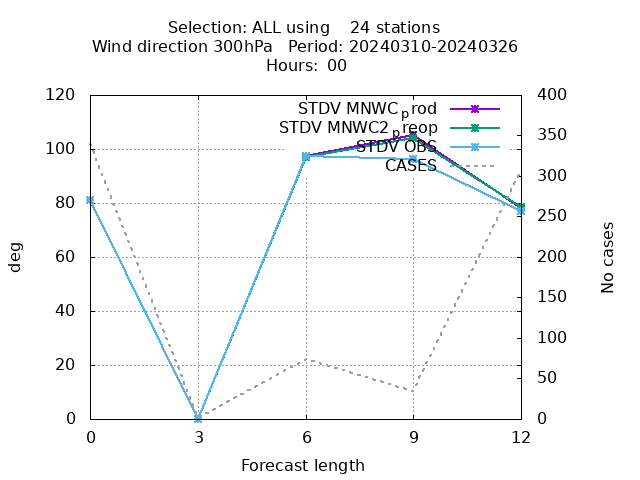 Selection: ALL using    24 stations
Wind direction 300hPa   Period: 20240310-20240326
Hours:  00
STDV MNWC_prod
STDV MNWC2_preop
STDV OBS
CASES
120
100
80
60
40
20
0
400
350
300
250
200
150
100
50
0
deg
No cases
0 3 6 9 12
Forecast length